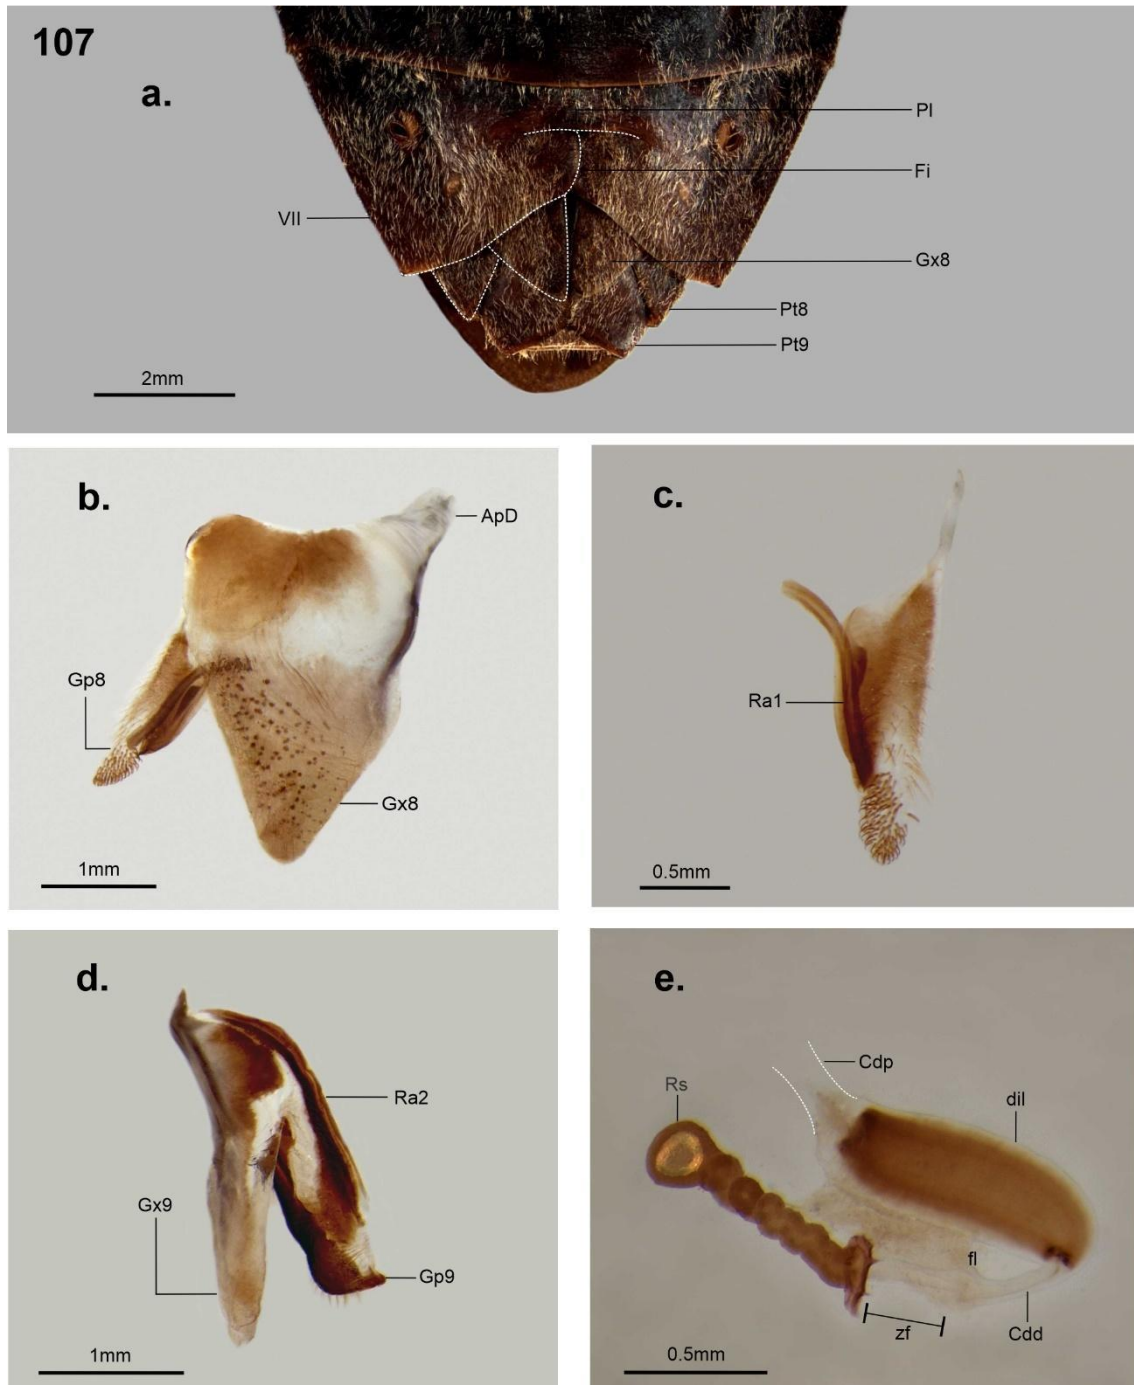 107
a.
Pl
Fi
VII
Gx8
Pt8
Pt9
2mm
b.
ApD
Gp8
Gx8
1mm
c.
Ra1
0.5mm
d.
Ra2
Gx9
Gp9
1mm
e.
Cdp
Rs
dil
fl
zf
Cdd
0.5mm